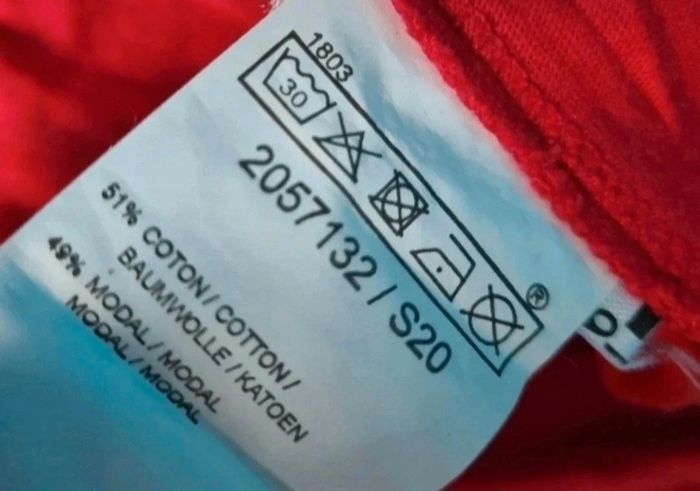 1803
30
®
2057132 / S20
51% COTON / COTTON /
BAUMWOLLE / KATOEN
49% MODAL / MODAL
MODAL / MODAL